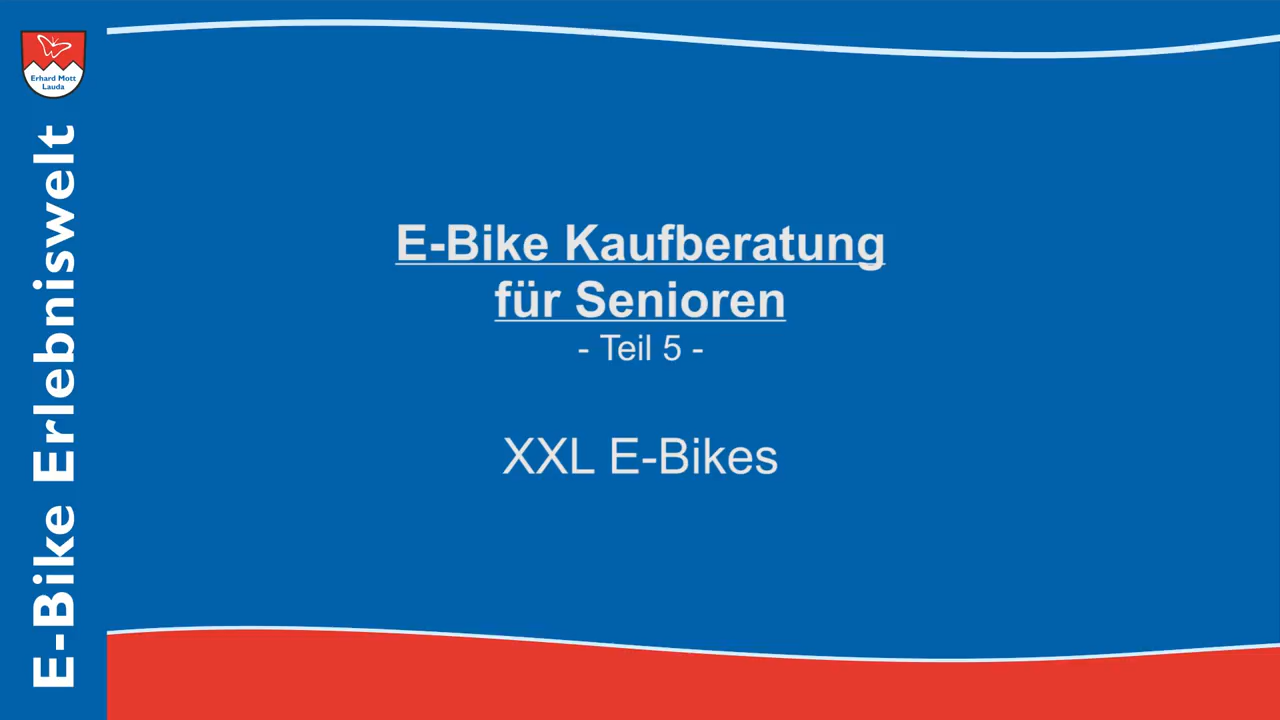 Erhard Mott
Lauda
E-Bike Erlebniswelt
E-Bike Kaufberatung
für Senioren
- Teil 5 -
XXL E-Bikes